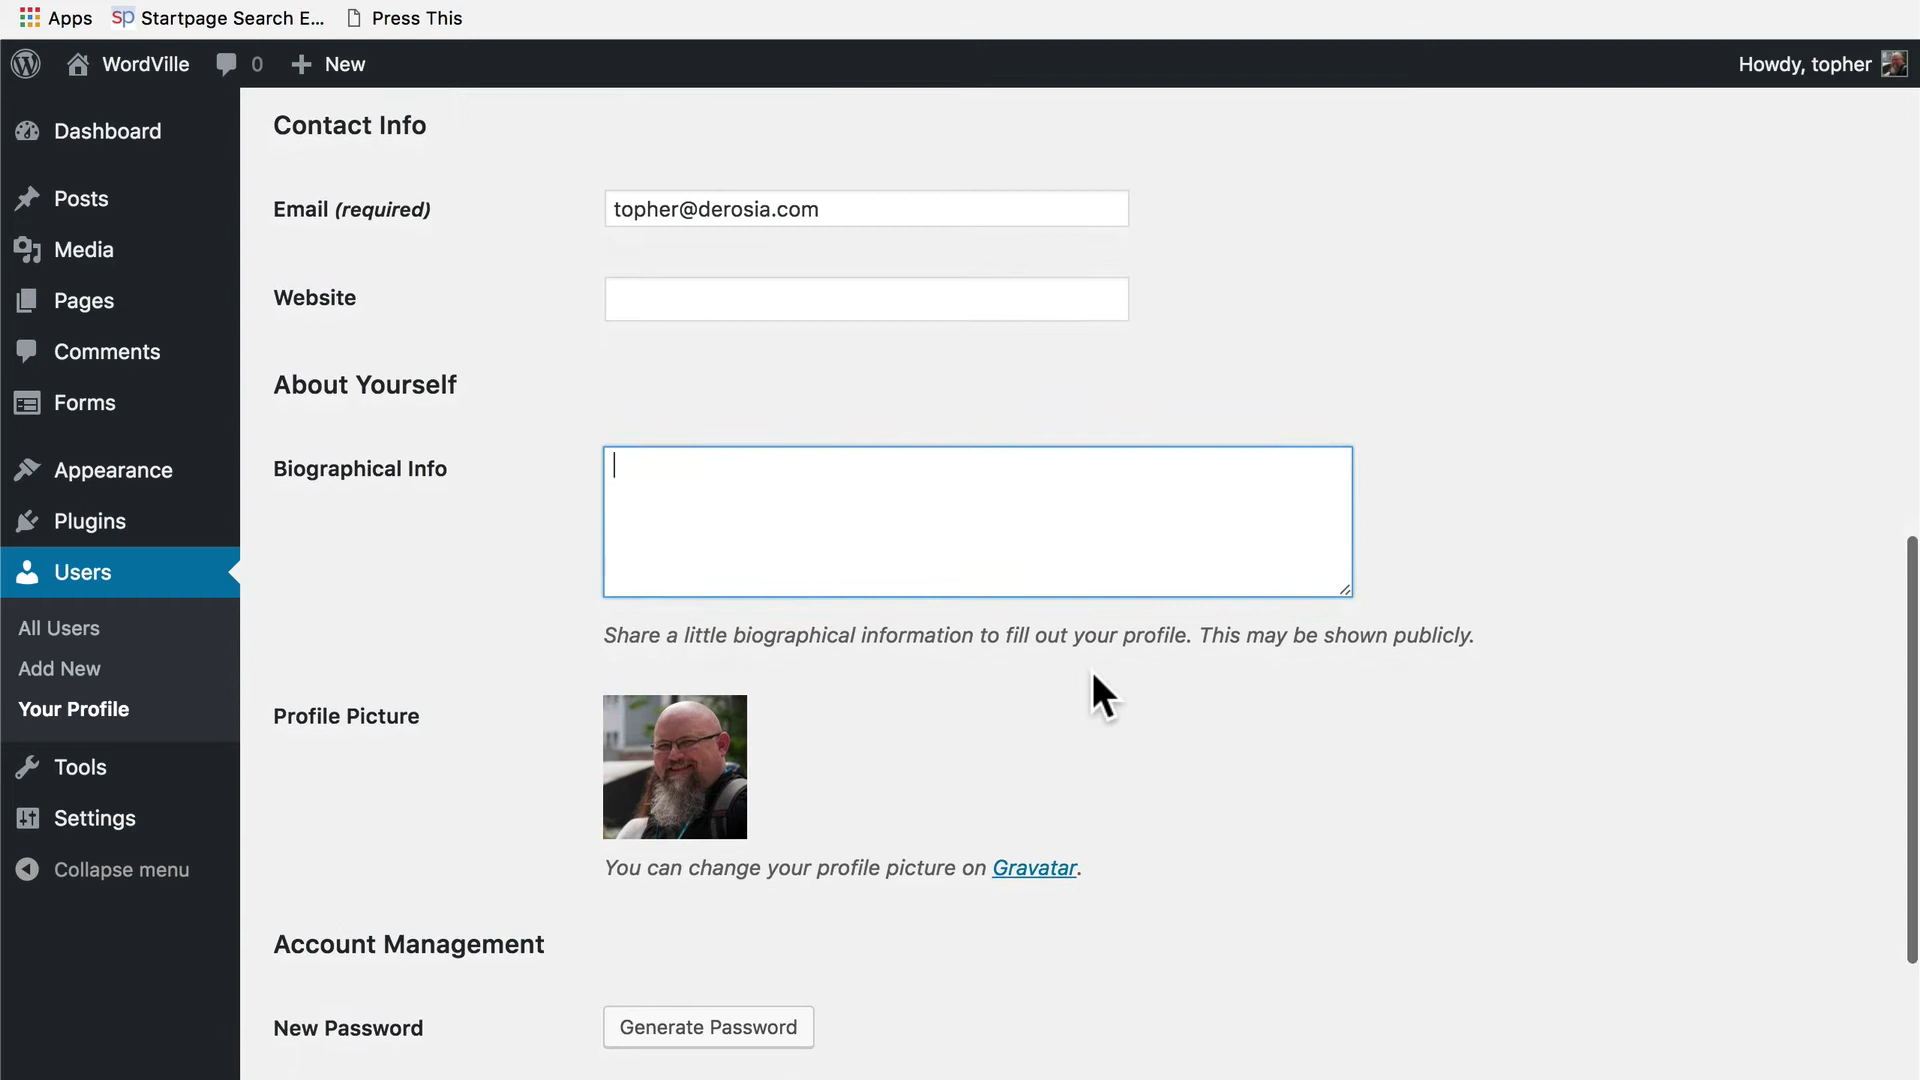 Apps
Startpage Search E...
Press This
WordVille
0
New
Howdy, topher
Dashboard
Posts
Media
Pages
Comments
Forms
Appearance
Plugins
Users
All Users
Add New
Your Profile
Tools
Settings
Collapse menu
Contact Info
Email (required)
topher@derosia.com
Website
About Yourself
Biographical Info
Share a little biographical information to fill out your profile. This may be shown publicly.
Profile Picture
You can change your profile picture on Gravatar.
Account Management
New Password
Generate Password